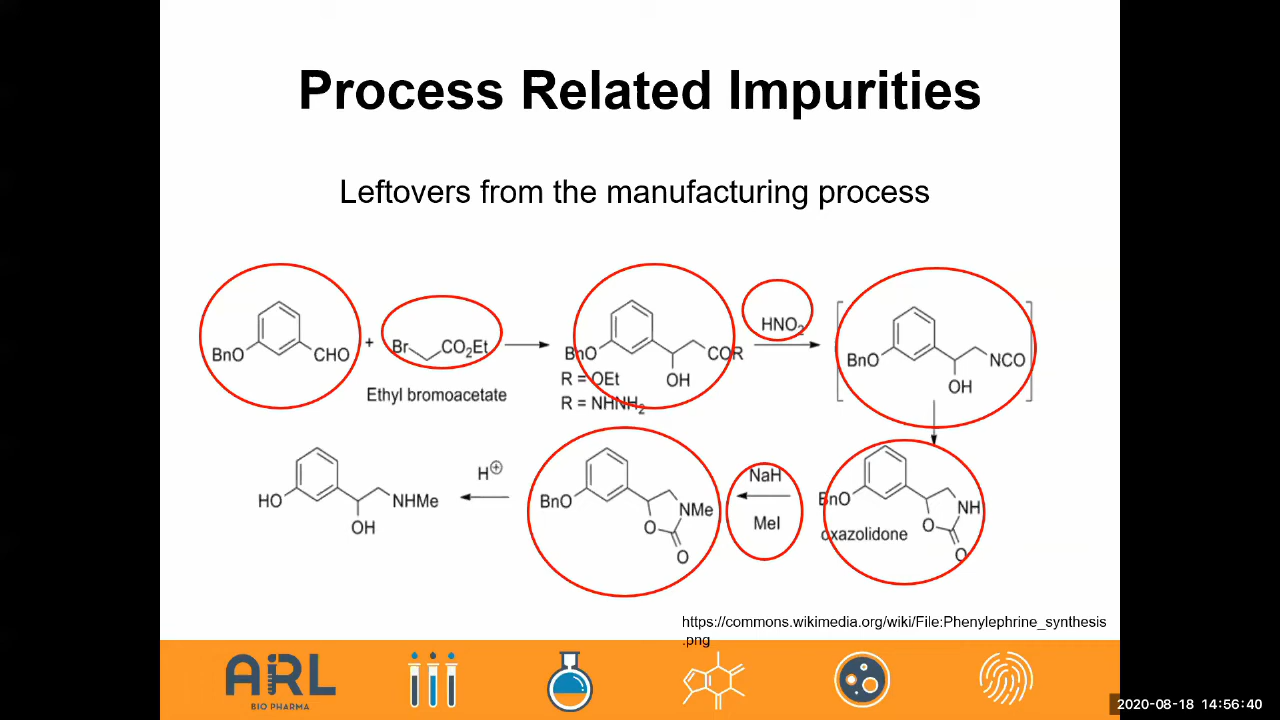 Process Related Impurities
Leftovers from the manufacturing process
BnO CHO + Br CO₂Et BnO OH COR HNO₂ BnO OH NCO
Ethyl bromoacetate
R = OEt
R = NHNH₂
HO OH NHMe H⊕ BnO O NMe O NaH BnO O NH O
MeI
oxazolidone
https://commons.wikimedia.org/wiki/File:Phenylephrine_synthesis
.png
ARL
BIO PHARMA
2020-08-18 14:56:40